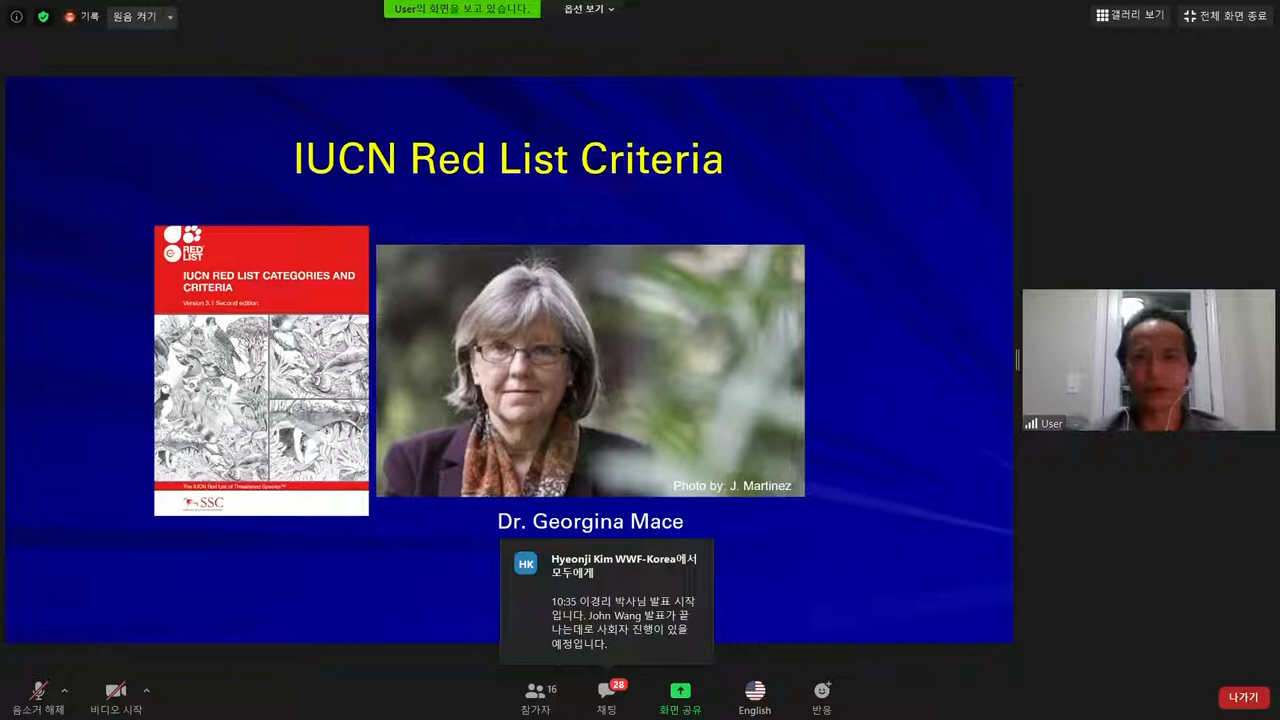 기록
원음 켜기
User의 화면을 보고 있습니다.
옵션 보기
갤러리 보기
전체 화면 종료
IUCN Red List Criteria
RED
LIST
IUCN RED LIST CATEGORIES AND
CRITERIA
Version 3.1 Second edition
The IUCN Red List of Threatened Species™
SSC
Photo by: J. Martinez
Dr. Georgina Mace
User
HK
Hyeonji Kim WWF-Korea에서
모두에게
10:35 이경리 박사님 발표 시작
입니다. John Wang 발표가 끝
나는데로 사회자 진행이 있을
예정입니다.
음소거 해제
비디오 시작
16
참가자
28
채팅
화면 공유
English
반응
나가기